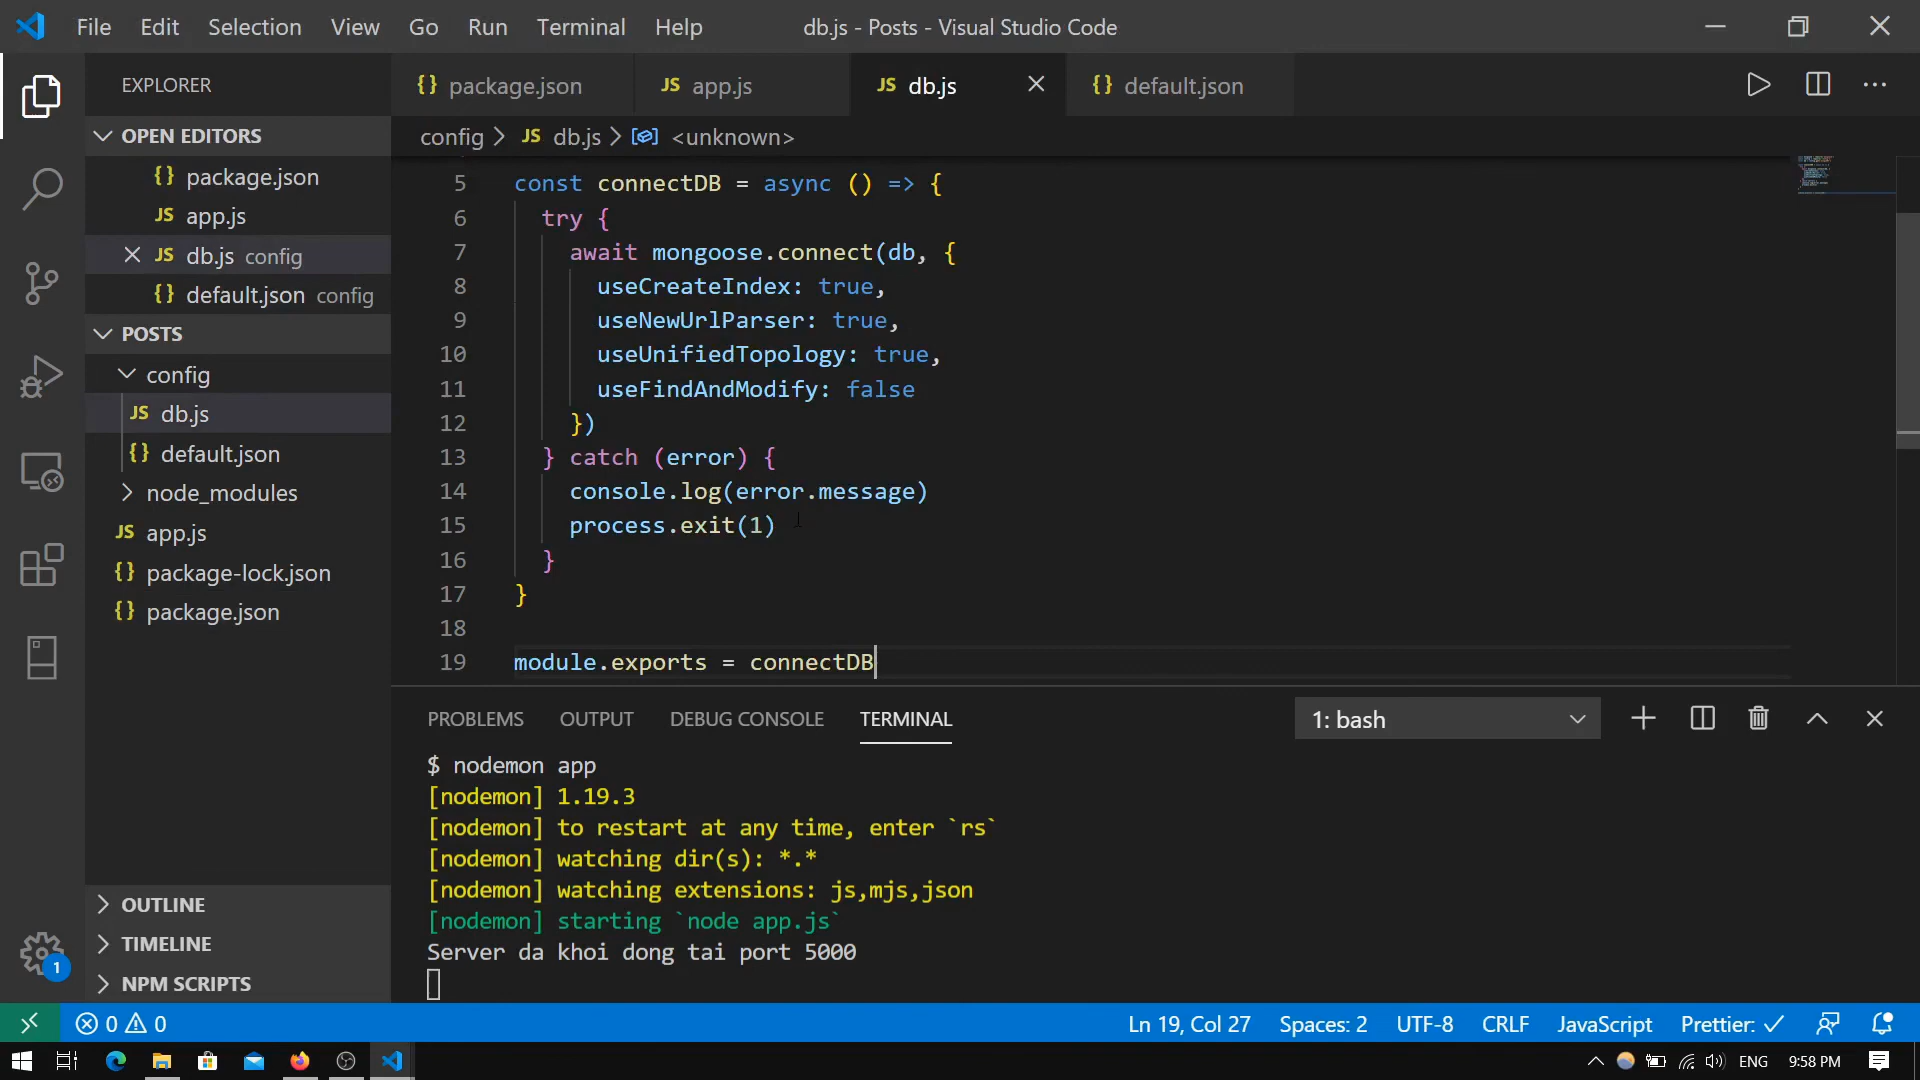 File Edit Selection View Go Run Terminal Help db.js - Posts - Visual Studio Code
EXPLORER
OPEN EDITORS
{} package.json
JS app.js
JS db.js config
{} default.json config
POSTS
config
JS db.js
{} default.json
node_modules
JS app.js
{} package-lock.json
{} package.json
OUTLINE
TIMELINE
NPM SCRIPTS
1
{} package.json JS app.js JS db.js {} default.json
config > JS db.js > <unknown>
5 const connectDB = async () => {
6 try {
7 await mongoose.connect(db, {
8 useCreateIndex: true,
9 useNewUrlParser: true,
10 useUnifiedTopology: true,
11 useFindAndModify: false
12 })
13 } catch (error) {
14 console.log(error.message)
15 process.exit(1)
16 }
17 }
18
19 module.exports = connectDB
PROBLEMS OUTPUT DEBUG CONSOLE TERMINAL 1: bash
$ nodemon app
[nodemon] 1.19.3
[nodemon] to restart at any time, enter `rs`
[nodemon] watching dir(s): *.*
[nodemon] watching extensions: js,mjs,json
[nodemon] starting `node app.js`
Server da khoi dong tai port 5000
0 0 Ln 19, Col 27 Spaces: 2 UTF-8 CRLF JavaScript Prettier: ✓
ENG 9:58 PM